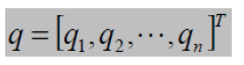 q = [q₁, q₂, ⋯, qₙ]ᵀ